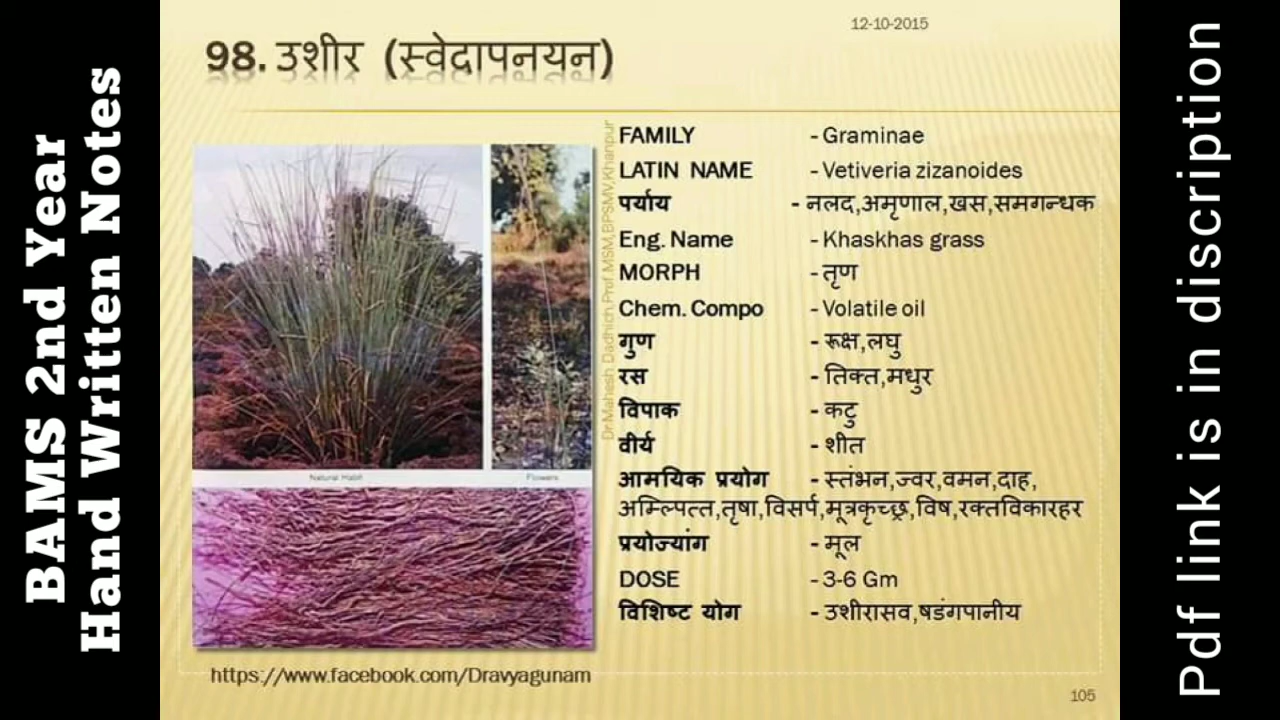 BAMS 2nd Year
Hand Written Notes
12-10-2015
98. उशीर (स्वेदापनयन)
FAMILY - Graminae
LATIN NAME - Vetiveria zizanoides
पर्याय - नलद,अमृणाल,खस,समगन्धक
Eng. Name - Khaskhas grass
MORPH - तृण
Chem. Compo - Volatile oil
गुण - रूक्ष,लघु
रस - तिक्त,मधुर
विपाक - कटु
वीर्य - शीत
आमयिक प्रयोग - स्तंभन,ज्वर,वमन,दाह,
अम्ल्पित्त,तृषा,विसर्प,मूत्रकृच्छ्र,विष,रक्तविकारहर
प्रयोज्यांग - मूल
DOSE - 3-6 Gm
विशिष्ट योग - उशीरासव,षडंगपानीय
Dr.Mahesh Dadhich,Prof.MSM,BPSMV,Khanpur
Natural Habit
Flowers
https://www.facebook.com/Dravyagunam
105
Pdf link is in discription